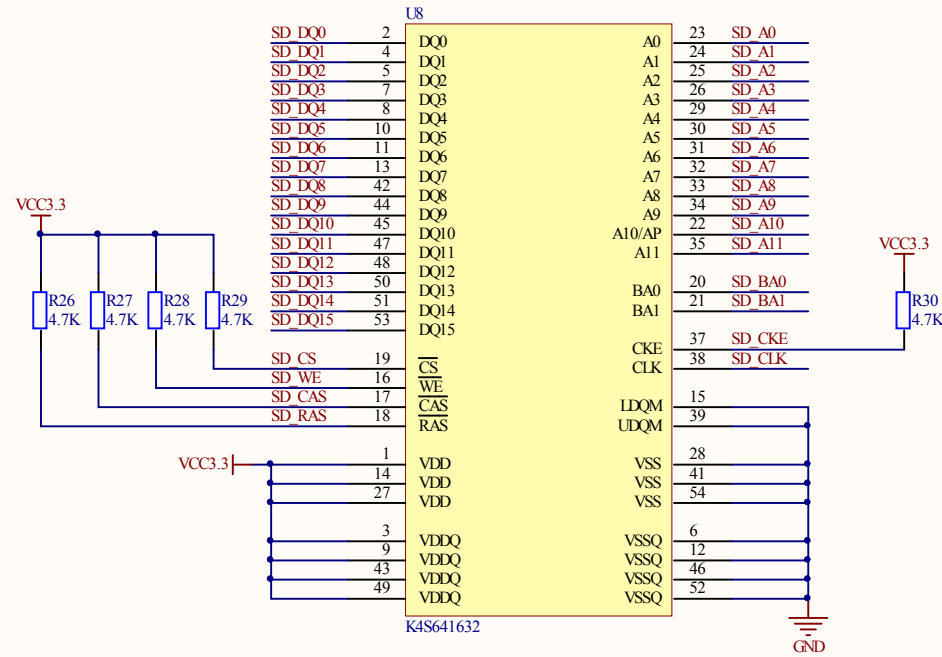 U8
SD_DQ0 2 DQ0 A0 23 SD_A0
SD_DQ1 4 DQ1 A1 24 SD_A1
SD_DQ2 5 DQ2 A2 25 SD_A2
SD_DQ3 7 DQ3 A3 26 SD_A3
SD_DQ4 8 DQ4 A4 29 SD_A4
SD_DQ5 10 DQ5 A5 30 SD_A5
SD_DQ6 11 DQ6 A6 31 SD_A6
SD_DQ7 13 DQ7 A7 32 SD_A7
SD_DQ8 42 DQ8 A8 33 SD_A8
SD_DQ9 44 DQ9 A9 34 SD_A9
SD_DQ10 45 DQ10 A10/AP 22 SD_A10
SD_DQ11 47 DQ11 A11 35 SD_A11
SD_DQ12 48 DQ12
SD_DQ13 50 DQ13 BA0 20 SD_BA0
SD_DQ14 51 DQ14 BA1 21 SD_BA1
SD_DQ15 53 DQ15
VCC3.3
R26 R27 R28 R29
4.7K 4.7K 4.7K 4.7K
VCC3.3
R30
4.7K
CKE 37 SD_CKE
SD_CS 19 CS CLK 38 SD_CLK
SD_WE 16 WE
SD_CAS 17 CAS LDQM 15
SD_RAS 18 RAS UDQM 39
VCC3.3 1 VDD VSS 28
14 VDD VSS 41
27 VDD VSS 54
3 VDDQ VSSQ 6
9 VDDQ VSSQ 12
43 VDDQ VSSQ 46
49 VDDQ VSSQ 52
K4S641632
GND